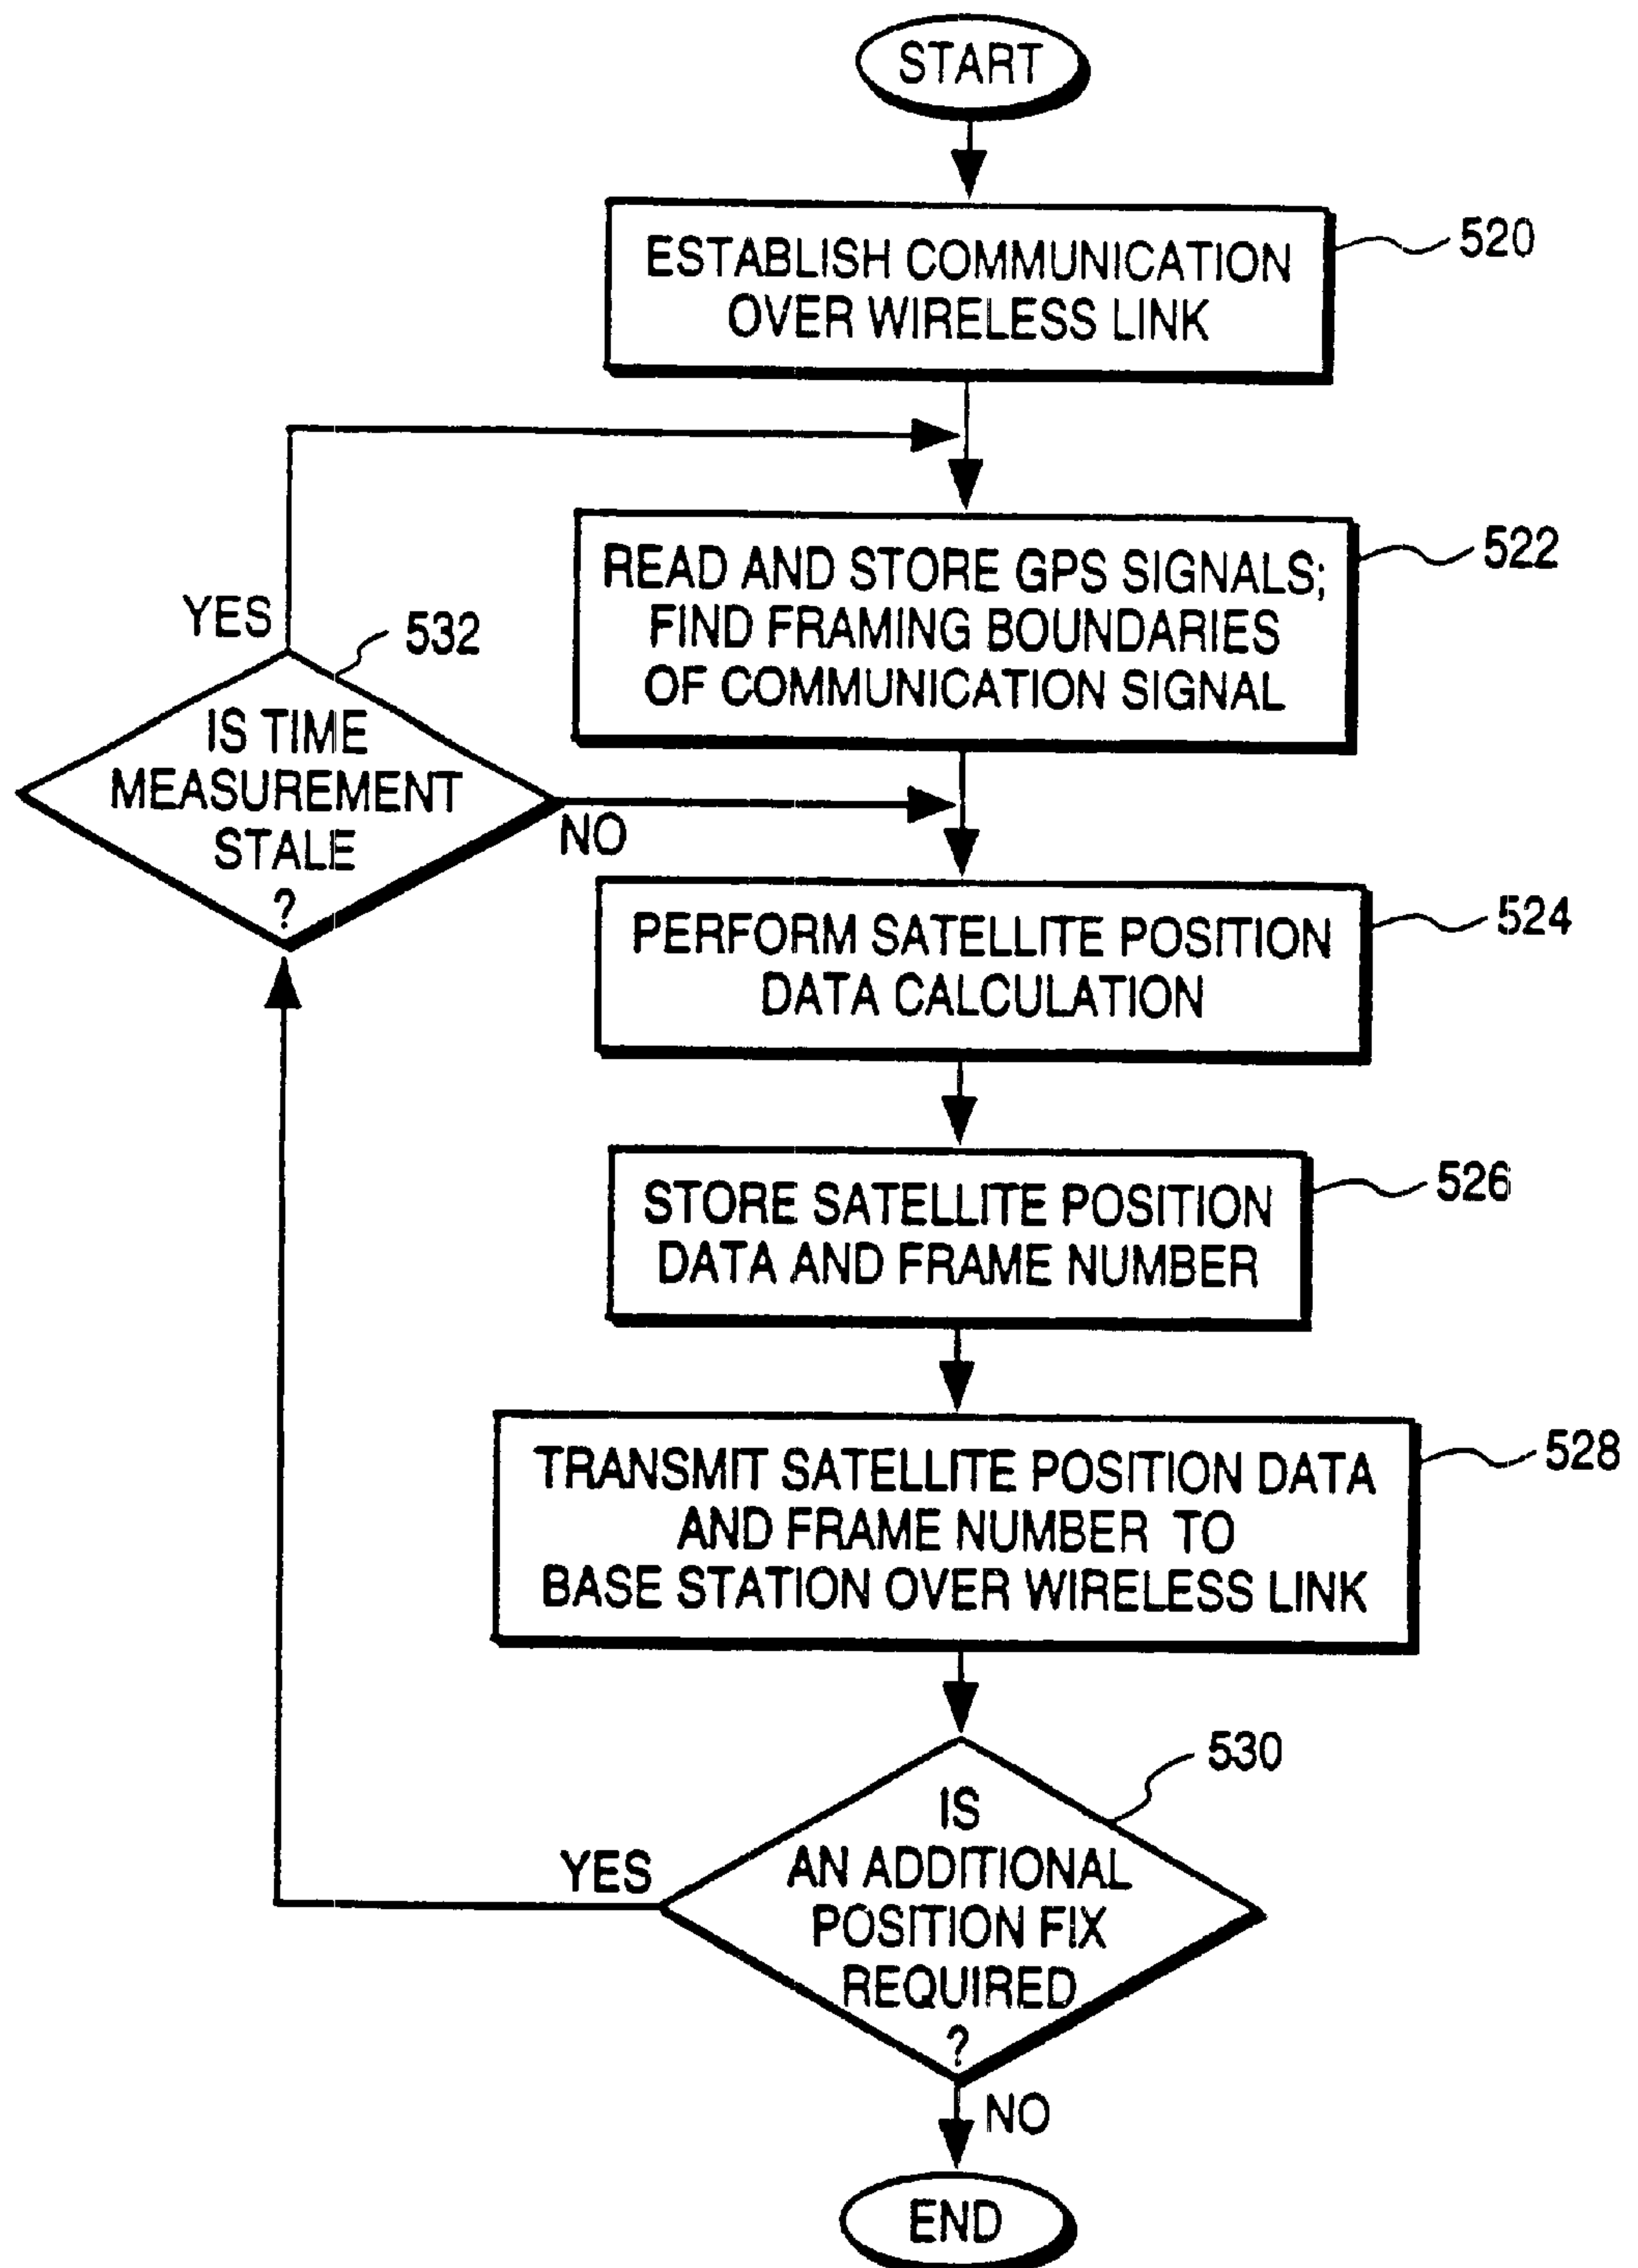 START
ESTABLISH COMMUNICATION
OVER WIRELESS LINK
520
READ AND STORE GPS SIGNALS;
FIND FRAMING BOUNDARIES
OF COMMUNICATION SIGNAL
522
YES
532
IS TIME
MEASUREMENT
STALE
?
NO
PERFORM SATELLITE POSITION
DATA CALCULATION
524
STORE SATELLITE POSITION
DATA AND FRAME NUMBER
526
TRANSMIT SATELLITE POSITION DATA
AND FRAME NUMBER TO
BASE STATION OVER WIRELESS LINK
528
530
IS
AN ADDITIONAL
POSITION FIX
REQUIRED
?
YES
NO
END